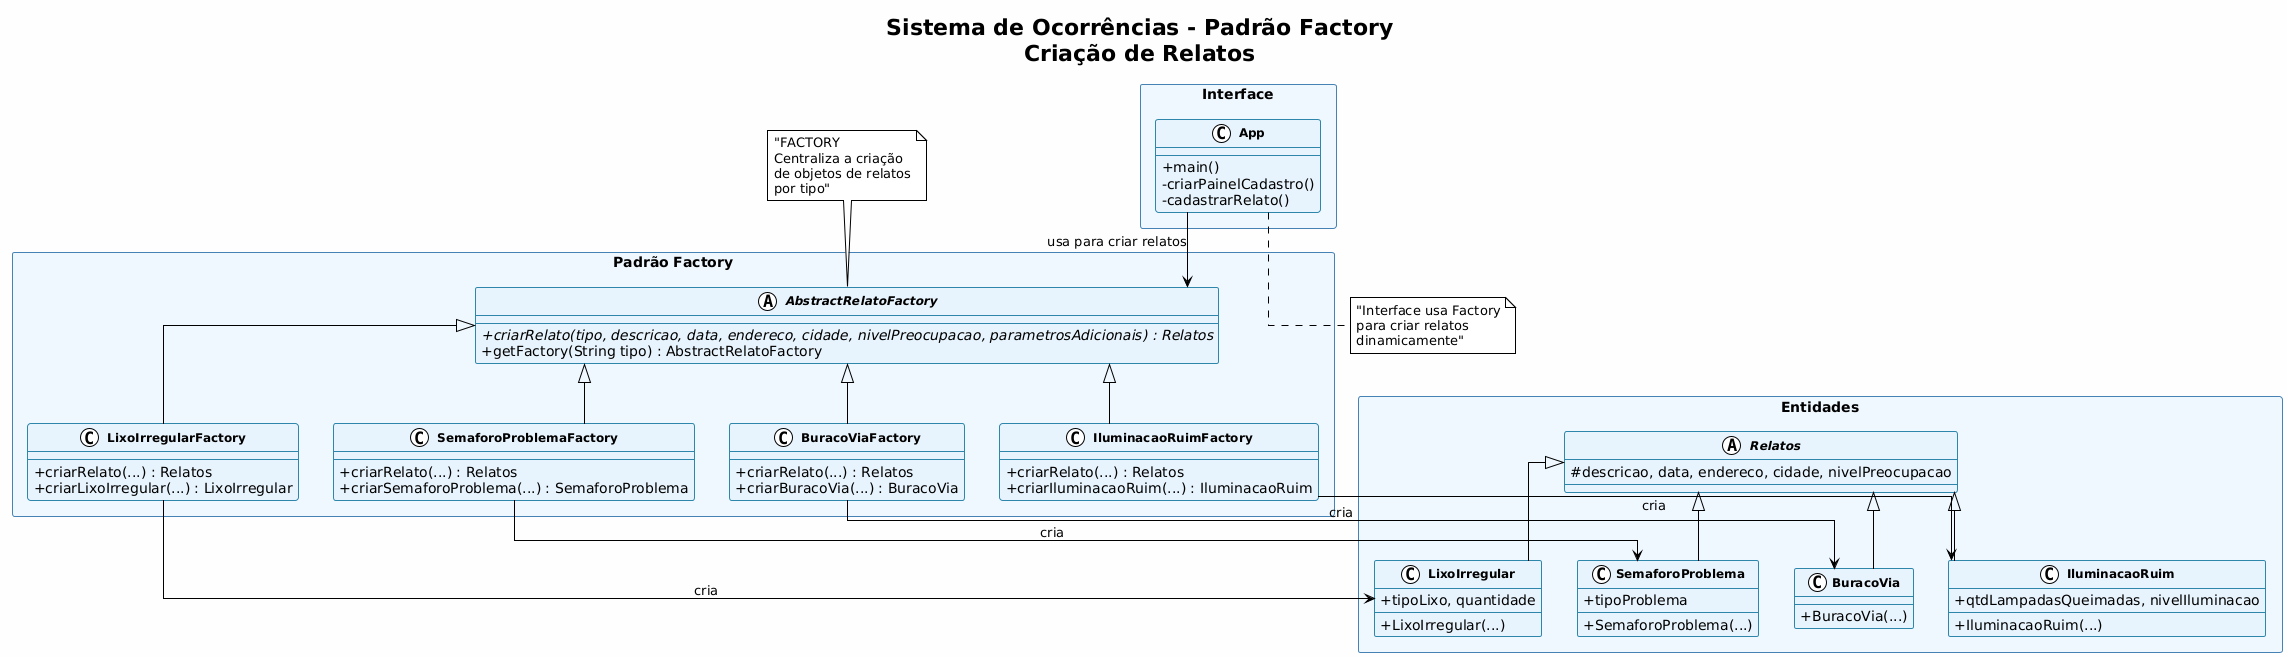 Sistema de Ocorrências - Padrão Factory
Criação de Relatos
Interface
C App
+main()
-criarPainelCadastro()
-cadastrarRelato()
"FACTORY
Centraliza a criação
de objetos de relatos
por tipo"
usa para criar relatos
Padrão Factory
A AbstractRelatoFactory
+criarRelato(tipo, descricao, data, endereco, cidade, nivelPreocupacao, parametrosAdicionais) : Relatos
+getFactory(String tipo) : AbstractRelatoFactory
"Interface usa Factory
para criar relatos
dinamicamente"
C LixoIrregularFactory
+criarRelato(...) : Relatos
+criarLixoIrregular(...) : LixoIrregular
C SemaforoProblemaFactory
+criarRelato(...) : Relatos
+criarSemaforoProblema(...) : SemaforoProblema
C BuracoViaFactory
+criarRelato(...) : Relatos
+criarBuracoVia(...) : BuracoVia
C IluminacaoRuimFactory
+criarRelato(...) : Relatos
+criarIluminacaoRuim(...) : IluminacaoRuim
Entidades
A Relatos
#descricao, data, endereco, cidade, nivelPreocupacao
cria
cria
cria
cria
C LixoIrregular
+tipoLixo, quantidade
+LixoIrregular(...)
C SemaforoProblema
+tipoProblema
+SemaforoProblema(...)
C BuracoVia
+BuracoVia(...)
C IluminacaoRuim
+qtdLampadasQueimadas, nivelIluminacao
+IluminacaoRuim(...)